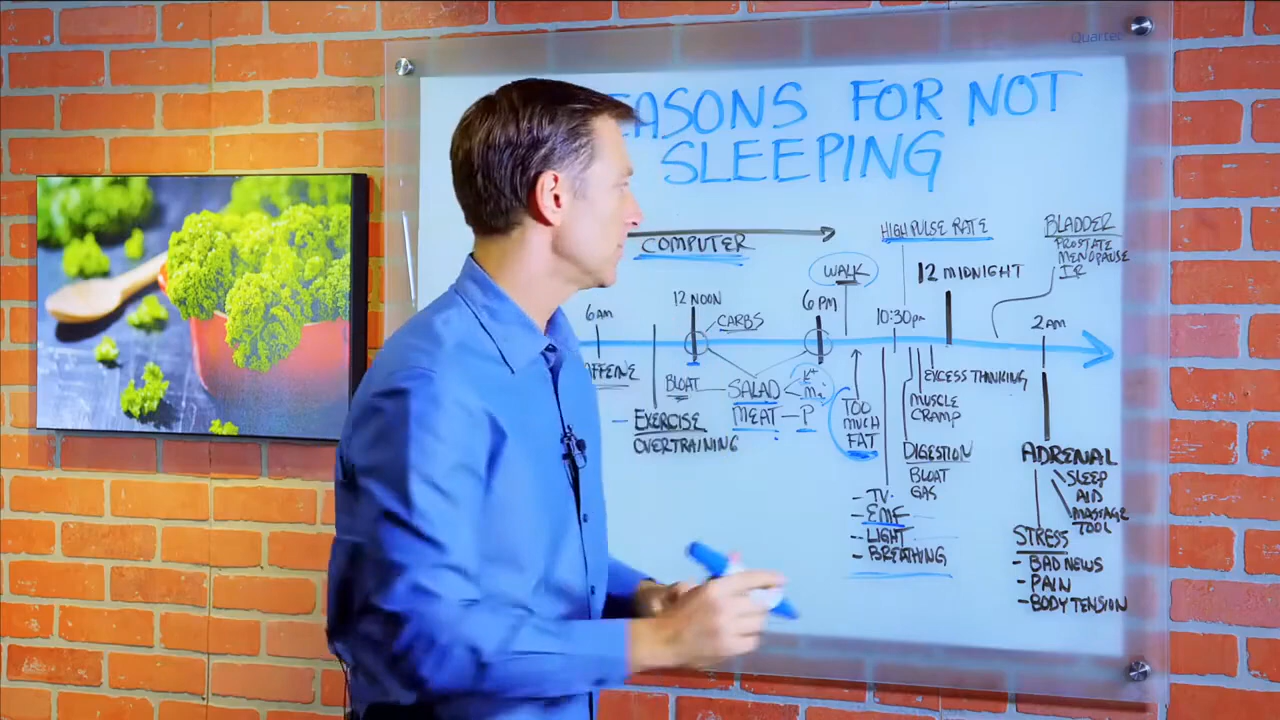 Quartet
EASONS FOR NOT
SLEEPING
COMPUTER
HIGH PULSE RATE
BLADDER
PROSTATE
MENOPAUSE
IR
WALK
12 MIDNIGHT
6am
12 NOON
CARBS
6 PM
10:30pm
2am
AFFEINE
BLOAT
SALAD
K+
MEAT - P
- EXERCISE
OVERTRAINING
TOO
MUCH
FAT
EXCESS THINKING
MUSCLE
CRAMP
DIGESTION
BLOAT
GAS
- TV
- EMF
- LIGHT
- BREATHING
ADRENAL
SLEEP
AID
MASSAGE
TOOL
STRESS
- BAD NEWS
- PAIN
- BODY TENSION